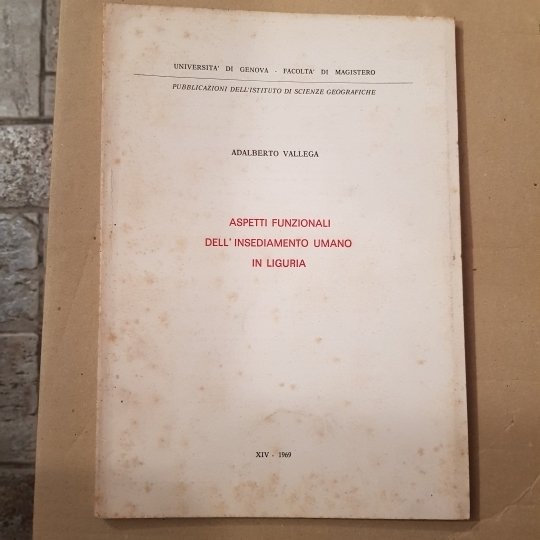 UNIVERSITA' DI GENOVA - FACOLTA' DI MAGISTERO
PUBBLICAZIONI DELL'ISTITUTO DI SCIENZE GEOGRAFICHE
ADALBERTO VALLEGA
ASPETTI FUNZIONALI
DELL'INSEDIAMENTO UMANO
IN LIGURIA
XIV - 1969